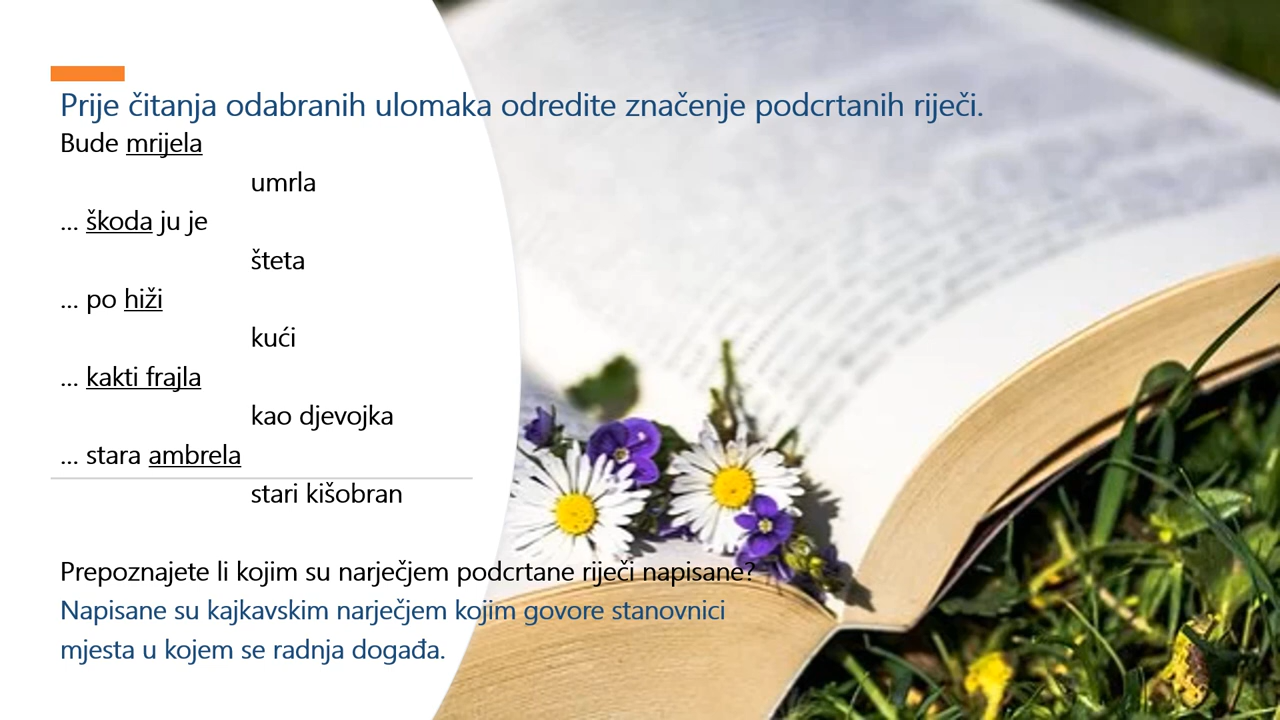 Prije čitanja odabranih ulomaka odredite značenje podcrtanih riječi.
Bude mrijela
umrla
... škoda ju je
šteta
... po hiži
kući
... kakti frajla
kao djevojka
... stara ambrela
stari kišobran
Prepoznajete li kojim su narječjem podcrtane riječi napisane?
Napisane su kajkavskim narječjem kojim govore stanovnici
mjesta u kojem se radnja događa.